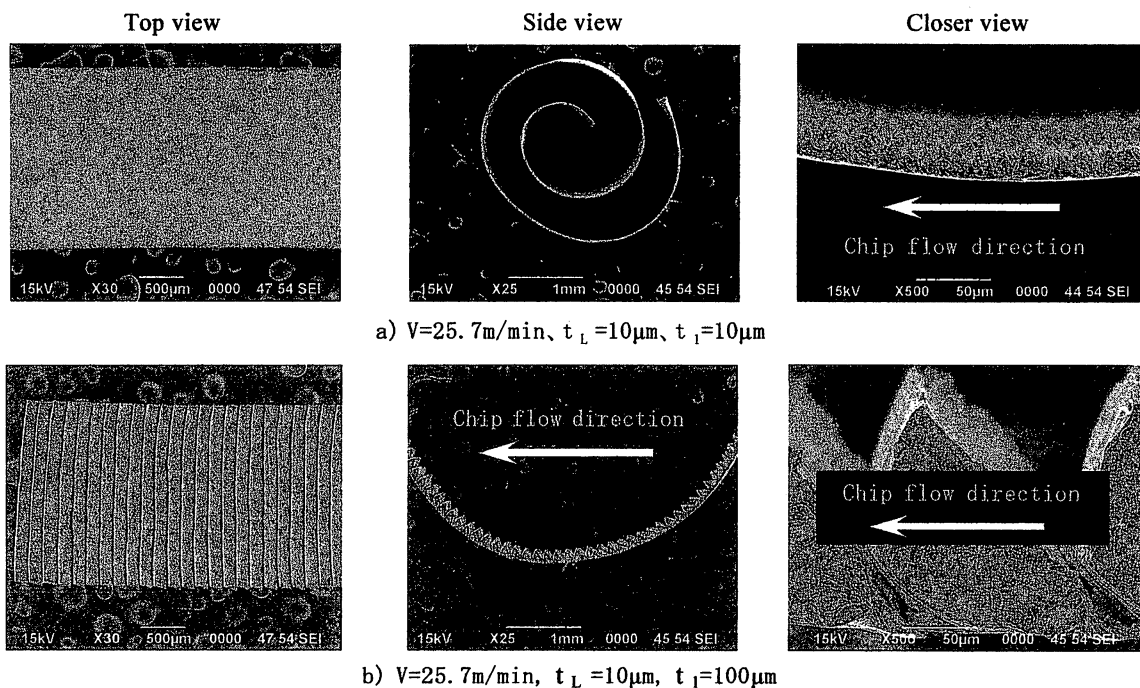 Top view Side view Closer view
15kV X30 500μm 0000 47 54 SEI
15kV X25 1mm 0000 45 54 SEI
Chip flow direction
15kV X500 50μm 0000 44 54 SEI
a) V=25.7m/min、t L =10μm、t 1=10μm
15kV X30 500μm 0000 47 54 SEI
Chip flow direction
15kV X25 1mm 0000 45 54 SEI
Chip flow direction
15kV X500 50μm 0000 44 54 SEI
b) V=25.7m/min, t L =10μm, t 1=100μm